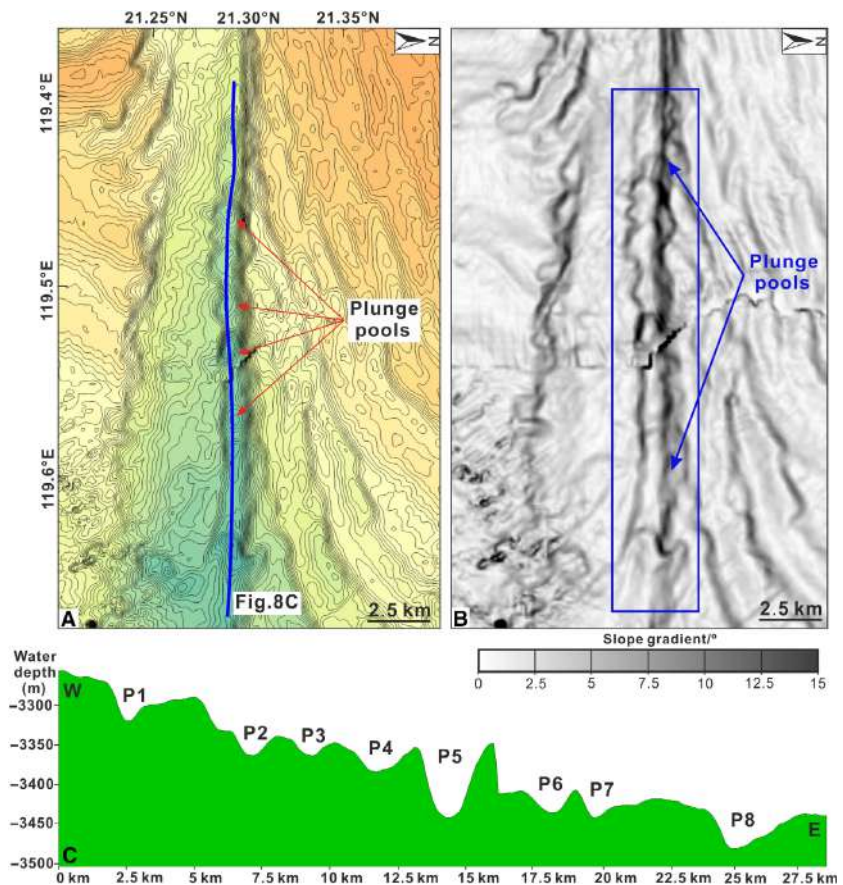 21.25°N 21.30°N 21.35°N
N
N
119.4°E
119.5°E
119.6°E
Plunge
pools
Plunge
pools
Fig.8C
A
2.5 km
B
2.5 km
Slope gradient/°
0 2.5 5 7.5 10 12.5 15
Water
depth
(m)
W
−3300
−3350
−3400
−3450
−3500
P1
P2
P3
P4
P5
P6
P7
P8
E
C
0 km 2.5 km 5 km 7.5 km 10 km 12.5 km 15 km 17.5 km 20 km 22.5 km 25 km 27.5 km